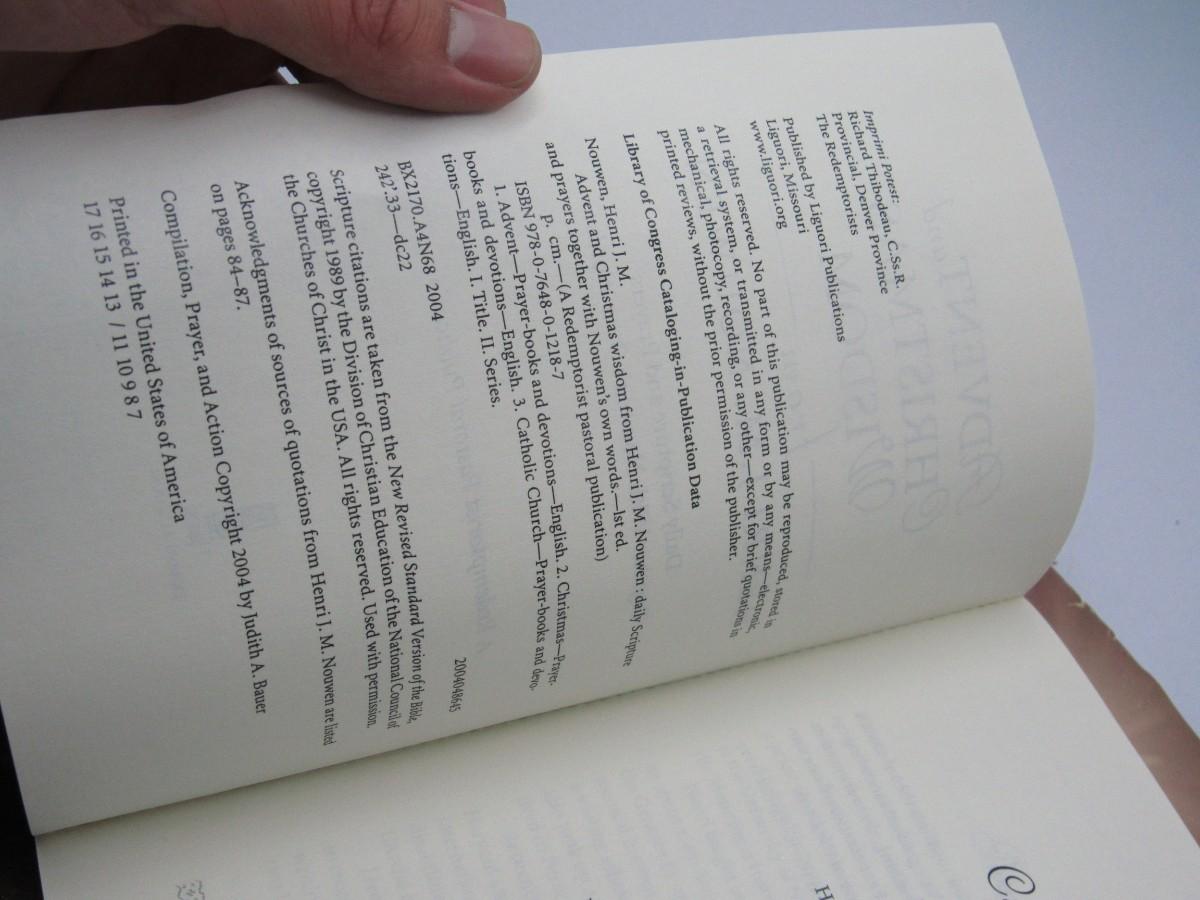 Imprimi Potest:
Richard Thibodeau, C.Ss.R.
Provincial, Denver Province
The Redemptorists
Published by Liguori Publications
Liguori, Missouri
www.liguori.org
All rights reserved. No part of this publication may be reproduced, stored in
a retrieval system, or transmitted in any form or by any means—electronic,
mechanical, photocopy, recording, or any other—except for brief quotations in
printed reviews, without the prior permission of the publisher.
Library of Congress Cataloging-in-Publication Data
Nouwen, Henri J. M.
Advent and Christmas wisdom from Henri J. M. Nouwen : daily Scripture
and prayers together with Nouwen's own words.—lst ed.
p. cm.—(A Redemptorist pastoral publication)
ISBN 978-0-7648-0-1218-7
1. Advent—Prayer-books and devotions—English. 2. Christmas—Prayer-
books and devotions—English. 3. Catholic Church—Prayer-books and devo-
tions—English. I. Title. II. Series.
BX2170.A4N68 2004
242'.33—dc22 2004048645
Scripture citations are taken from the New Revised Standard Version of the Bible,
copyright 1989 by the Division of Christian Education of the National Council of
the Churches of Christ in the USA. All rights reserved. Used with permission.
Acknowledgments of sources of quotations from Henri J. M. Nouwen are listed
on pages 84–87.
Compilation, Prayer, and Action Copyright 2004 by Judith A. Bauer
Printed in the United States of America
17 16 15 14 13 / 11 10 9 8 7